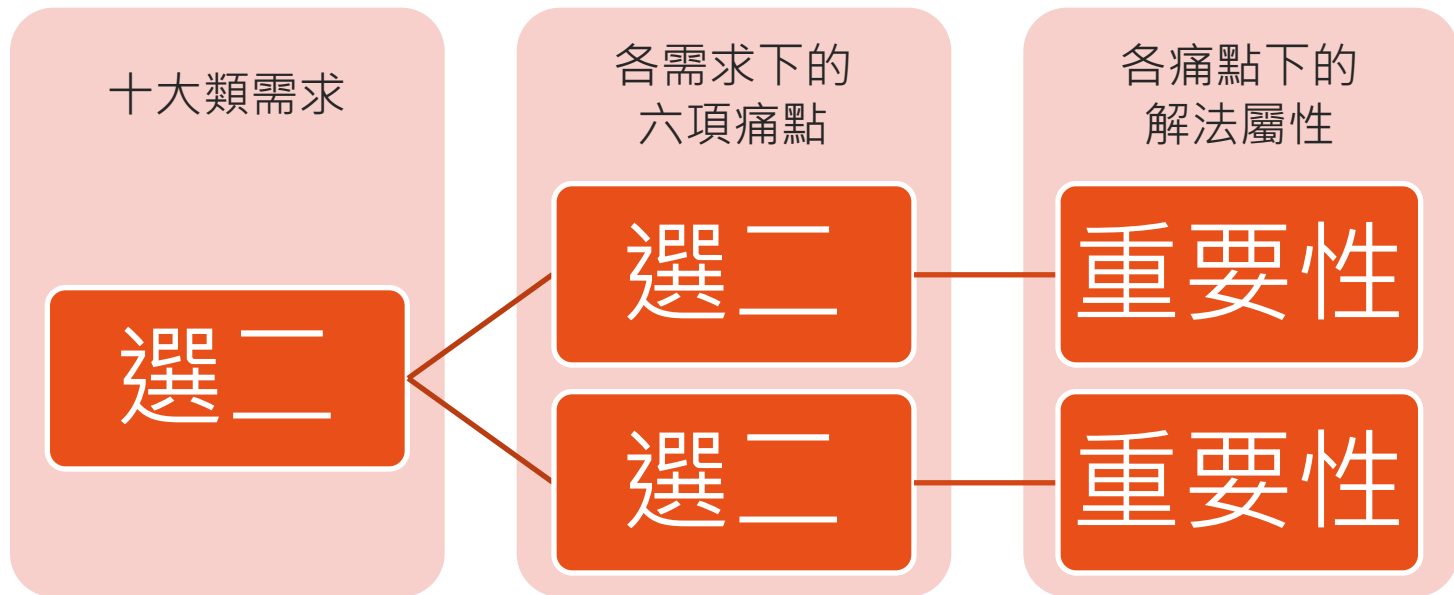 十大類需求
各需求下的
六項痛點
各痛點下的
解法屬性
選二
選二
重要性
選二
重要性